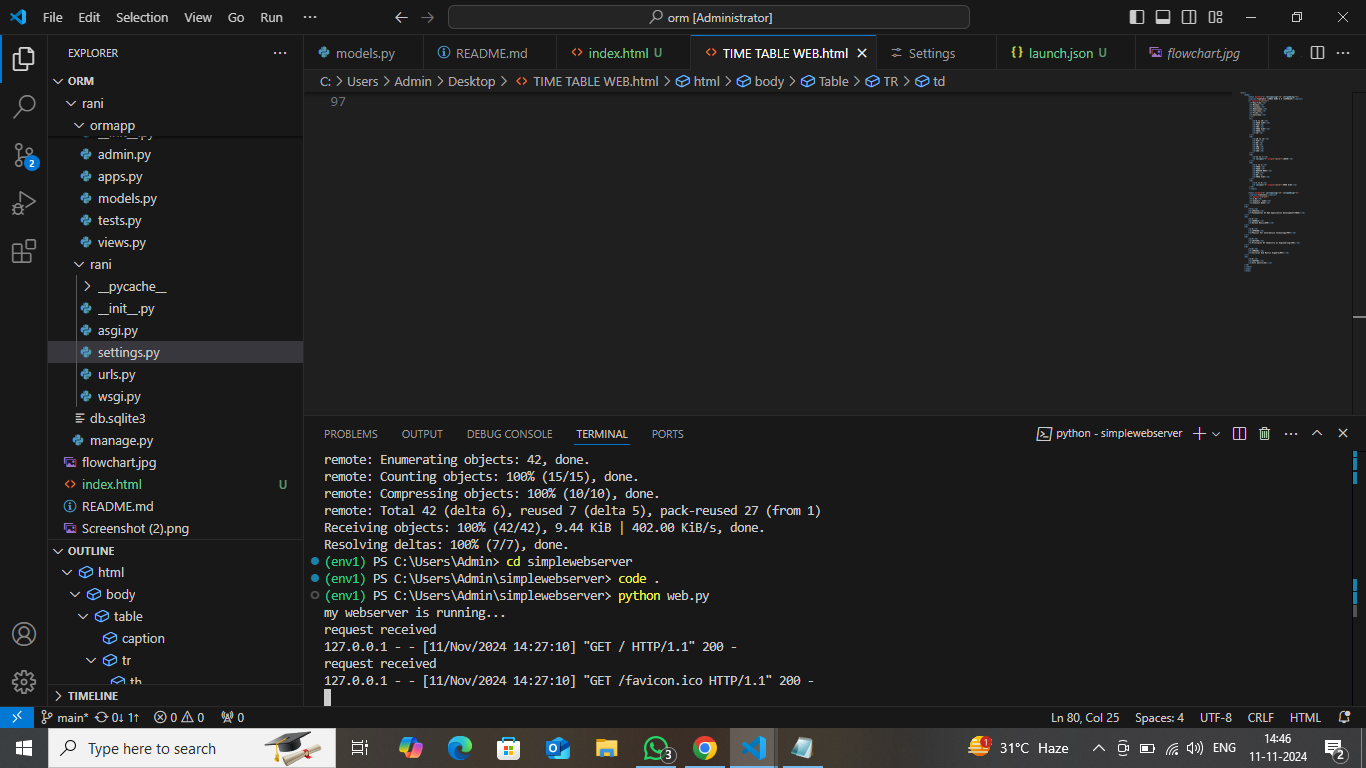 File Edit Selection View Go Run ··· orm [Administrator]
EXPLORER ···
models.py README.md index.html U TIME TABLE WEB.html Settings launch.json U flowchart.jpg ···
C: > Users > Admin > Desktop > TIME TABLE WEB.html > html > body > Table > TR > td
97
ORM
rani
ormapp
__init__.py
admin.py
apps.py
models.py
tests.py
views.py
rani
__pycache__
__init__.py
asgi.py
settings.py
urls.py
wsgi.py
db.sqlite3
manage.py
flowchart.jpg
index.html U
README.md
Screenshot (2).png
OUTLINE
html
body
table
caption
tr
th
TIMELINE
2
PROBLEMS OUTPUT DEBUG CONSOLE TERMINAL PORTS python - simplewebserver ···
remote: Enumerating objects: 42, done.
remote: Counting objects: 100% (15/15), done.
remote: Compressing objects: 100% (10/10), done.
remote: Total 42 (delta 6), reused 7 (delta 5), pack-reused 27 (from 1)
Receiving objects: 100% (42/42), 9.44 KiB | 402.00 KiB/s, done.
Resolving deltas: 100% (7/7), done.
(env1) PS C:\Users\Admin> cd simplewebserver
(env1) PS C:\Users\Admin\simplewebserver> code .
(env1) PS C:\Users\Admin\simplewebserver> python web.py
my webserver is running...
request received
127.0.0.1 - - [11/Nov/2024 14:27:10] "GET / HTTP/1.1" 200 -
request received
127.0.0.1 - - [11/Nov/2024 14:27:10] "GET /favicon.ico HTTP/1.1" 200 -
main* 0↓ 1↑ 0 0 0 Ln 80, Col 25 Spaces: 4 UTF-8 CRLF HTML
Type here to search 3 1 31°C Haze ENG 14:46
11-11-2024 2